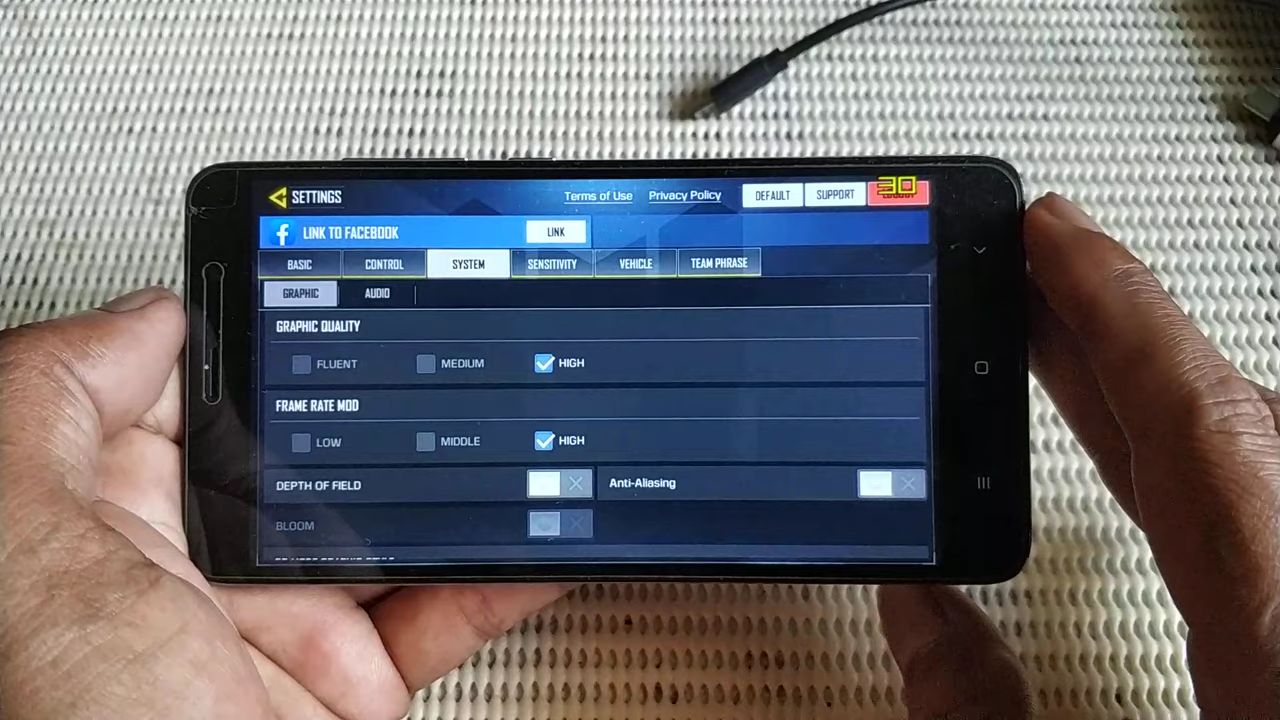 SETTINGS
Terms of Use
Privacy Policy
DEFAULT
SUPPORT
30
LINK TO FACEBOOK
LINK
BASIC
CONTROL
SYSTEM
SENSITIVITY
VEHICLE
TEAM PHRASE
GRAPHIC
AUDIO
GRAPHIC QUALITY
FLUENT
MEDIUM
HIGH
FRAME RATE MOD
LOW
MIDDLE
HIGH
DEPTH OF FIELD
Anti-Aliasing
BLOOM